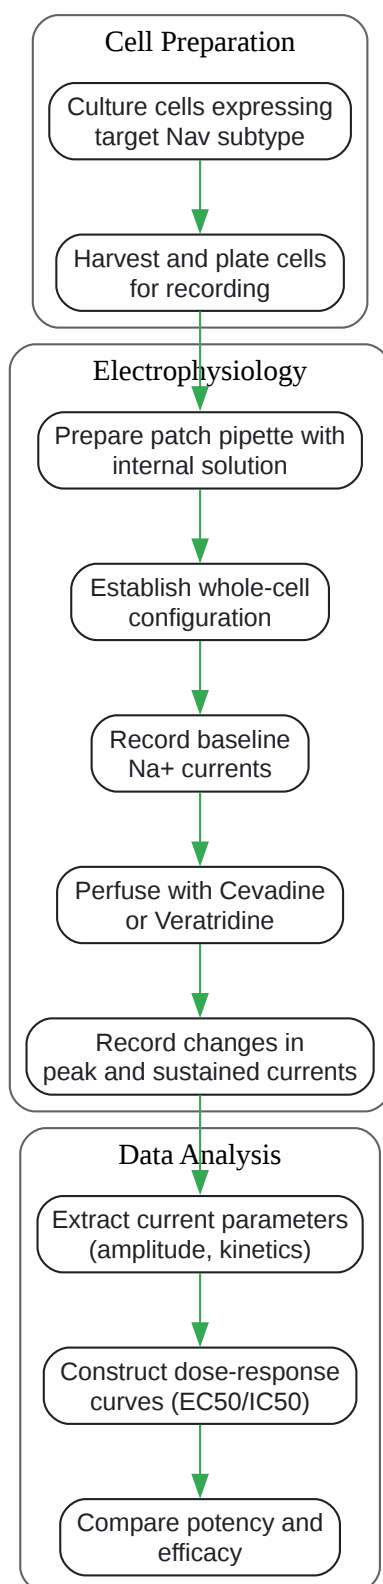 Cell Preparation
Culture cells expressing
target Nav subtype
Harvest and plate cells
for recording
Electrophysiology
Prepare patch pipette with
internal solution
Establish whole-cell
configuration
Record baseline
Na+ currents
Perfuse with Cevadine
or Veratridine
Record changes in
peak and sustained currents
Data Analysis
Extract current parameters
(amplitude, kinetics)
Construct dose-response
curves (EC50/IC50)
Compare potency and
efficacy